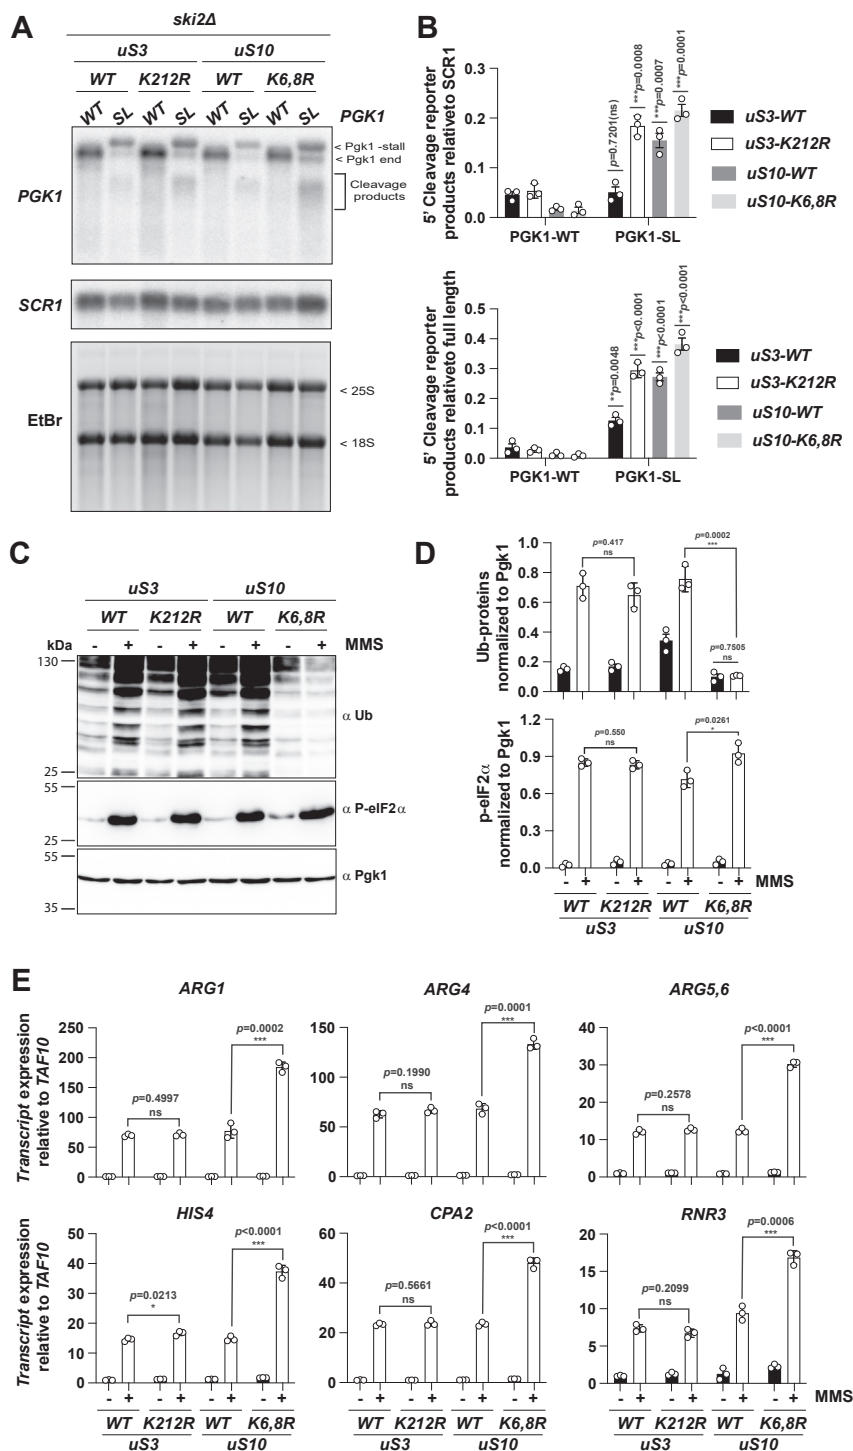 A
ski2Δ
uS3 uS10
WT K212R WT K6,8R
WT SL WT SL WT SL WT SL PGK1
< Pgk1 -stall
< Pgk1 end
Cleavage
products
PGK1
SCR1
EtBr
< 25S
< 18S
B
5' Cleavage reporter
products relativeto SCR1
0.3
0.2
0.1
0.0
p=0.7201(ns)
***p=0.0008
***p=0.0007
***p=0.0001
PGK1-WT PGK1-SL
uS3-WT
uS3-K212R
uS10-WT
uS10-K6,8R
5' Cleavage reporter
products relativeto full length
0.5
0.4
0.3
0.2
0.1
0.0
**p=0.0048
***p<0.0001
***p<0.0001
***p<0.0001
PGK1-WT PGK1-SL
uS3-WT
uS3-K212R
uS10-WT
uS10-K6,8R
C
uS3 uS10
WT K212R WT K6,8R
kDa - + - + - + - + MMS
130
α Ub
25
55
α P-eIF2α
25
55
α Pgk1
35
D
Ub-proteins
normalized to Pgk1
1.0
0.8
0.6
0.4
0.2
0.0
p=0.417
ns
p=0.0002
***
p=0.7505
ns
p-eIF2α
normalized to Pgk1
1.2
0.9
0.6
0.3
0.0
p=0.550
ns
p=0.0261
*
- + - + - + - + MMS
WT K212R WT K6,8R
uS3 uS10
E
ARG1
Transcript expression
relative to TAF10
250
200
150
100
50
0
p=0.4997
ns
p=0.0002
***
ARG4
150
100
50
0
p=0.1990
ns
p=0.0001
***
ARG5,6
40
30
20
10
0
p=0.2578
ns
p<0.0001
***
HIS4
Transcript expression
relative to TAF10
50
40
30
20
10
0
p=0.0213
*
p<0.0001
***
- + - + - + - +
WT K212R WT K6,8R
uS3 uS10
CPA2
60
40
20
0
p=0.5661
ns
p<0.0001
***
- + - + - + - +
WT K212R WT K6,8R
uS3 uS10
RNR3
20
15
10
5
0
p=0.2099
ns
p=0.0006
***
- + - + - + - + MMS
WT K212R WT K6,8R
uS3 uS10